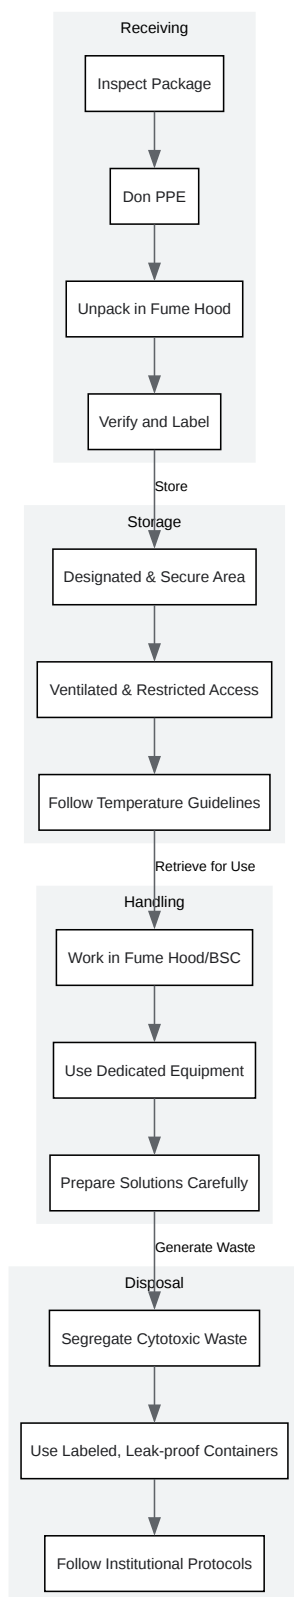 Receiving
Inspect Package
Don PPE
Unpack in Fume Hood
Verify and Label
Store
Storage
Designated & Secure Area
Ventilated & Restricted Access
Follow Temperature Guidelines
Retrieve for Use
Handling
Work in Fume Hood/BSC
Use Dedicated Equipment
Prepare Solutions Carefully
Generate Waste
Disposal
Segregate Cytotoxic Waste
Use Labeled, Leak-proof Containers
Follow Institutional Protocols